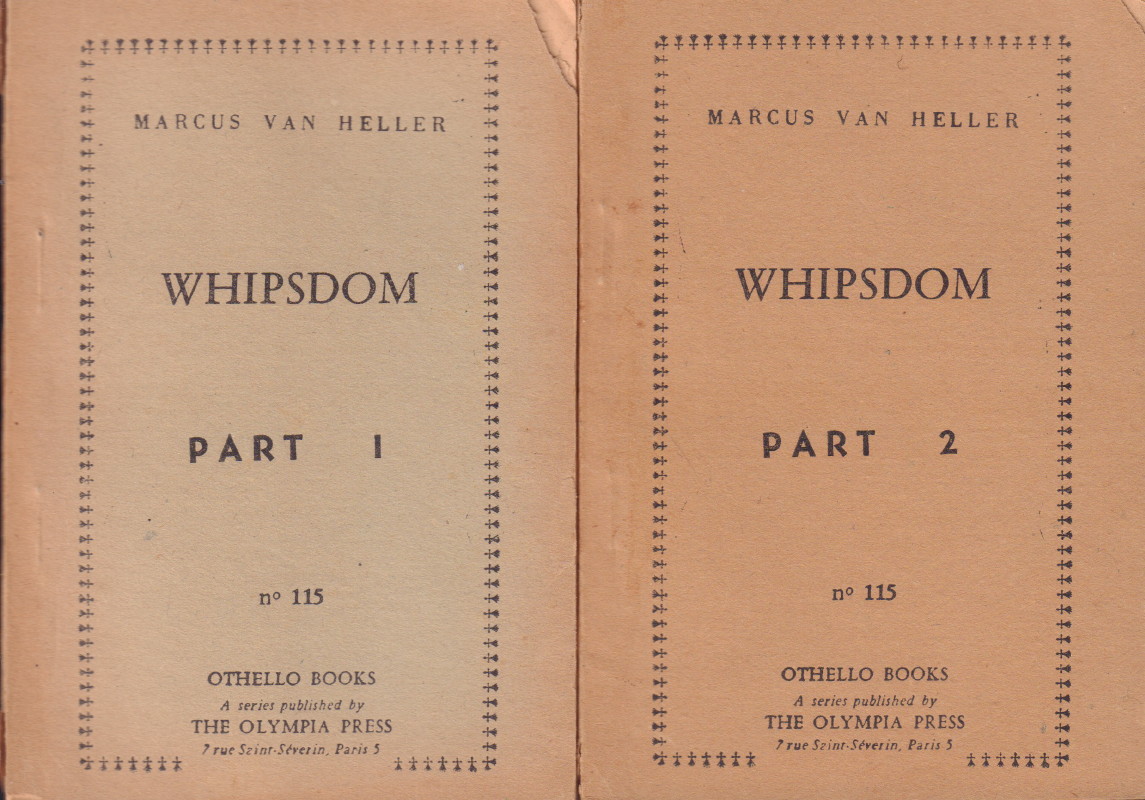 MARCUS VAN HELLER
WHIPSDOM
PART 1
nº 115
OTHELLO BOOKS
A series published by
THE OLYMPIA PRESS
7 rue Saint-Séverin, Paris 5
MARCUS VAN HELLER
WHIPSDOM
PART 2
nº 115
OTHELLO BOOKS
A series published by
THE OLYMPIA PRESS
7 rue Saint-Séverin, Paris 5